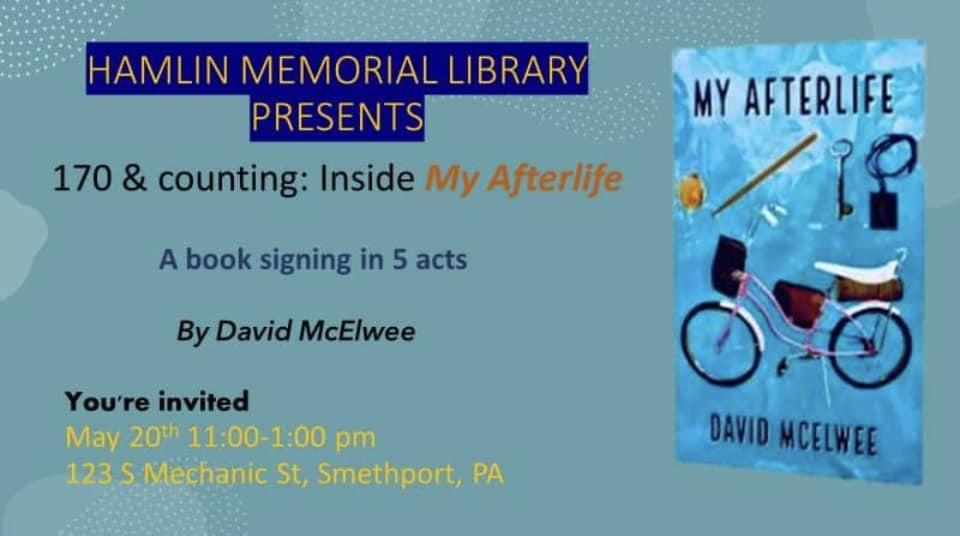 HAMLIN MEMORIAL LIBRARY
PRESENTS
170 & counting: Inside My Afterlife
A book signing in 5 acts
By David McElwee
You're invited
May 20th 11:00-1:00 pm
123 S Mechanic St, Smethport, PA
MY AFTERLIFE
DAVID MCELWEE